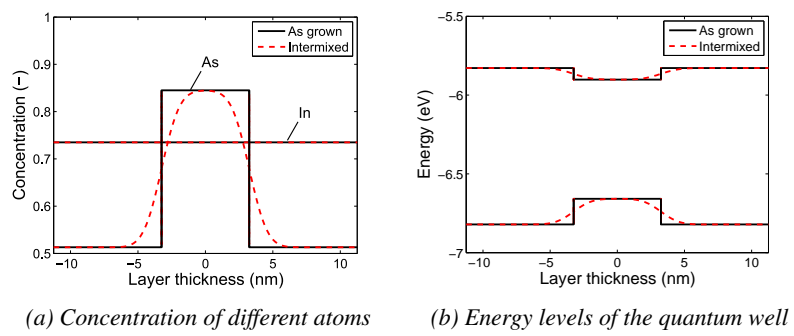 1
0.9
0.8
0.7
0.6
0.5
Concentration (−)
As grown
Intermixed
As
In
−10 −5 0 5 10
Layer thickness (nm)
(a) Concentration of different atoms
−5.5
−6
−6.5
−7
Energy (eV)
As grown
Intermixed
−10 −5 0 5 10
Layer thickness (nm)
(b) Energy levels of the quantum well